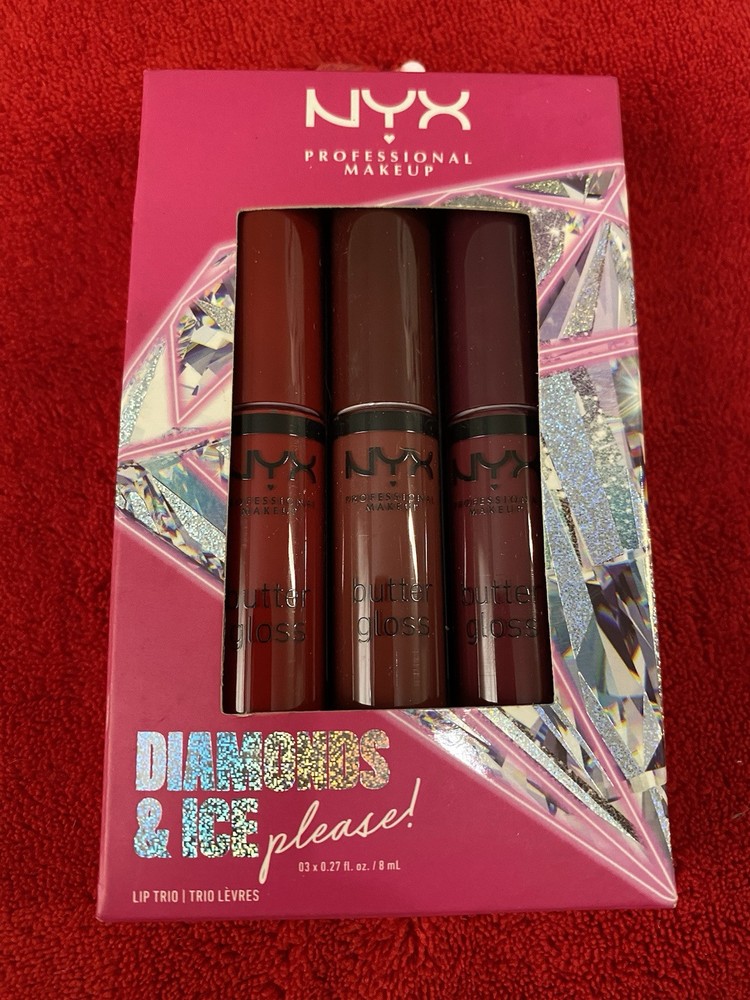 NYX
PROFESSIONAL
MAKEUP
NYX
PROFESSIONAL
MAKEUP
butter
gloss
NYX
PROFESSIONAL
MAKEUP
butter
gloss
NYX
PROFESSIONAL
MAKEUP
butter
gloss
DIAMONDS
& ICE please!
03 x 0.27 fl. oz. / 8 mL
LIP TRIO | TRIO LÈVRES